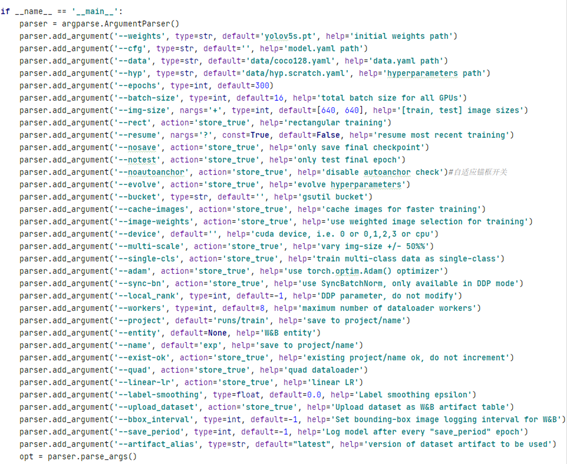 if __name__ == '__main__':
parser = argparse.ArgumentParser()
parser.add_argument('--weights', type=str, default='yolov5s.pt', help='initial weights path')
parser.add_argument('--cfg', type=str, default='', help='model.yaml path')
parser.add_argument('--data', type=str, default='data/coco128.yaml', help='data.yaml path')
parser.add_argument('--hyp', type=str, default='data/hyp.scratch.yaml', help='hyperparameters path')
parser.add_argument('--epochs', type=int, default=300)
parser.add_argument('--batch-size', type=int, default=16, help='total batch size for all GPUs')
parser.add_argument('--img-size', nargs='+', type=int, default=[640, 640], help='[train, test] image sizes')
parser.add_argument('--rect', action='store_true', help='rectangular training')
parser.add_argument('--resume', nargs='?', const=True, default=False, help='resume most recent training')
parser.add_argument('--nosave', action='store_true', help='only save final checkpoint')
parser.add_argument('--notest', action='store_true', help='only test final epoch')
parser.add_argument('--noautoanchor', action='store_true', help='disable autoanchor check')#自适应锚框开关
parser.add_argument('--evolve', action='store_true', help='evolve hyperparameters')
parser.add_argument('--bucket', type=str, default='', help='gsutil bucket')
parser.add_argument('--cache-images', action='store_true', help='cache images for faster training')
parser.add_argument('--image-weights', action='store_true', help='use weighted image selection for training')
parser.add_argument('--device', default='', help='cuda device, i.e. 0 or 0,1,2,3 or cpu')
parser.add_argument('--multi-scale', action='store_true', help='vary img-size +/- 50%%')
parser.add_argument('--single-cls', action='store_true', help='train multi-class data as single-class')
parser.add_argument('--adam', action='store_true', help='use torch.optim.Adam() optimizer')
parser.add_argument('--sync-bn', action='store_true', help='use SyncBatchNorm, only available in DDP mode')
parser.add_argument('--local_rank', type=int, default=-1, help='DDP parameter, do not modify')
parser.add_argument('--workers', type=int, default=8, help='maximum number of dataloader workers')
parser.add_argument('--project', default='runs/train', help='save to project/name')
parser.add_argument('--entity', default=None, help='W&B entity')
parser.add_argument('--name', default='exp', help='save to project/name')
parser.add_argument('--exist-ok', action='store_true', help='existing project/name ok, do not increment')
parser.add_argument('--quad', action='store_true', help='quad dataloader')
parser.add_argument('--linear-lr', action='store_true', help='linear LR')
parser.add_argument('--label-smoothing', type=float, default=0.0, help='Label smoothing epsilon')
parser.add_argument('--upload_dataset', action='store_true', help='Upload dataset as W&B artifact table')
parser.add_argument('--bbox_interval', type=int, default=-1, help='Set bounding-box image logging interval for W&B')
parser.add_argument('--save_period', type=int, default=-1, help='Log model after every "save_period" epoch')
parser.add_argument('--artifact_alias', type=str, default="latest", help='version of dataset artifact to be used')
opt = parser.parse_args()